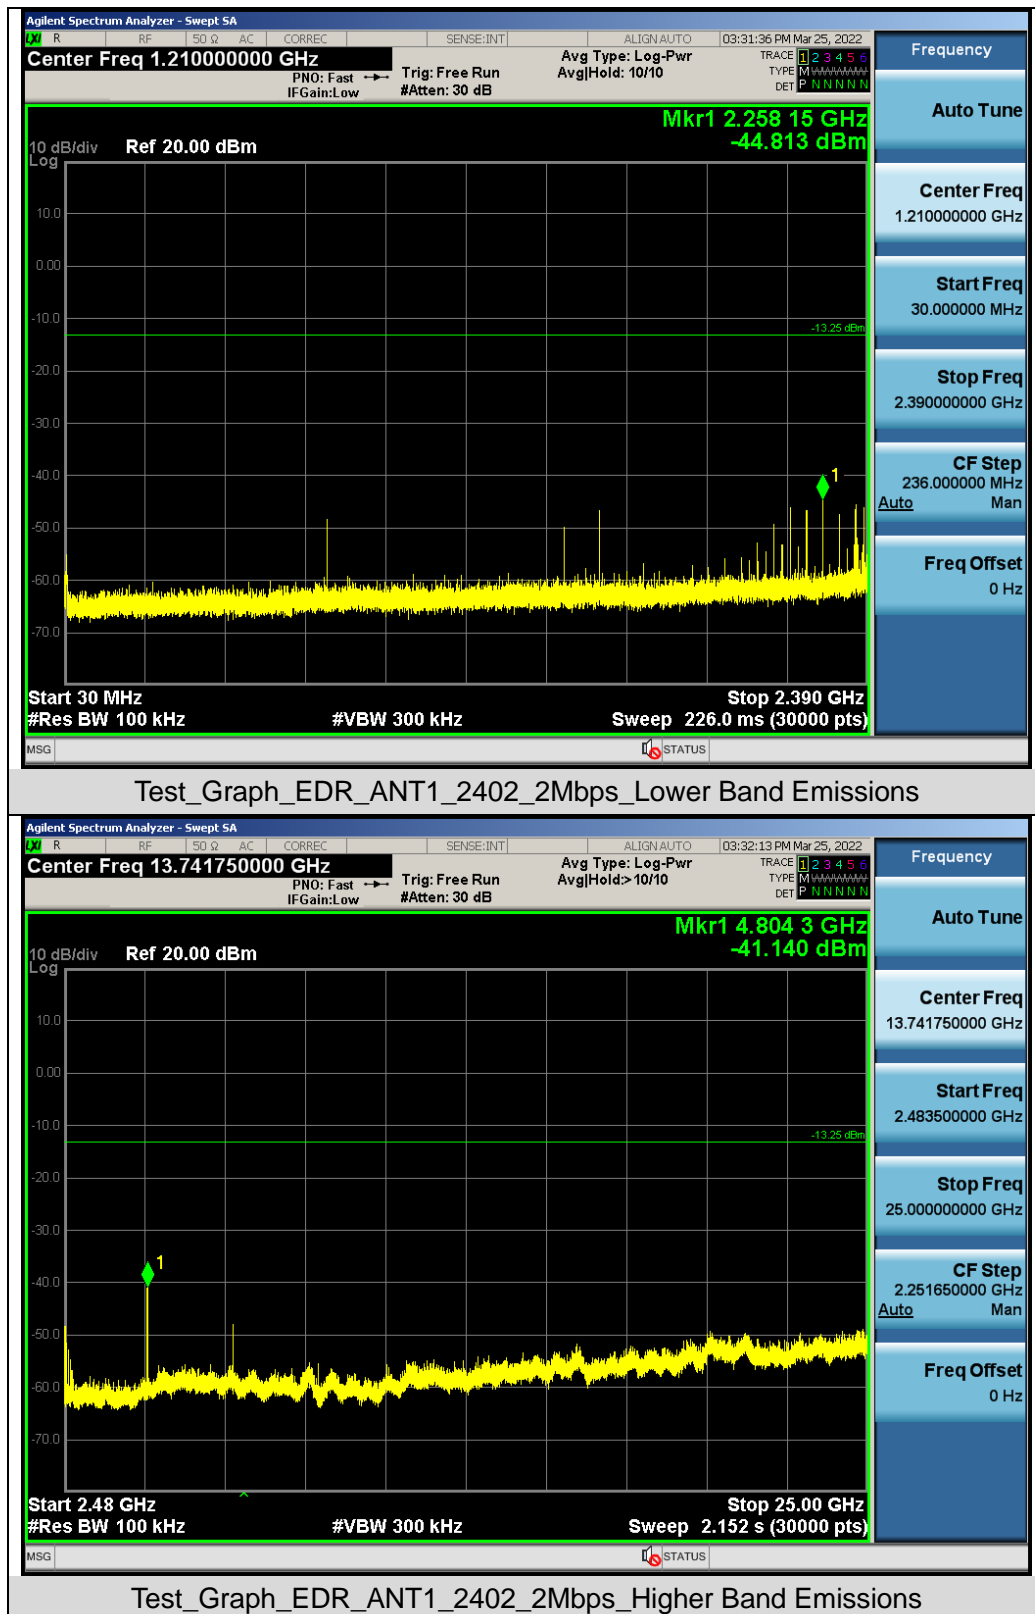 Agilent Spectrum Analyzer - Swept SA
LXI R RF 50 Ω AC CORREC SENSE:INT ALIGN AUTO 03:31:36 PM Mar 25, 2022
Center Freq 1.210000000 GHz
PNO: Fast
IFGain:Low
Trig: Free Run
#Atten: 30 dB
Avg Type: Log-Pwr
Avg|Hold: 10/10
TRACE 1 2 3 4 5 6
TYPE M
DET P N N N N N
Mkr1 2.258 15 GHz
-44.813 dBm
10 dB/div Ref 20.00 dBm
Log
10.0
0.00
-10.0
-13.25 dBm
-20.0
-30.0
-40.0
1
-50.0
-60.0
-70.0
Start 30 MHz Stop 2.390 GHz
#Res BW 100 kHz #VBW 300 kHz Sweep 226.0 ms (30000 pts)
MSG STATUS
Frequency
Auto Tune
Center Freq
1.210000000 GHz
Start Freq
30.000000 MHz
Stop Freq
2.390000000 GHz
CF Step
236.000000 MHz
Auto Man
Freq Offset
0 Hz
Test_Graph_EDR_ANT1_2402_2Mbps_Lower Band Emissions
Agilent Spectrum Analyzer - Swept SA
LXI R RF 50 Ω AC CORREC SENSE:INT ALIGN AUTO 03:32:13 PM Mar 25, 2022
Center Freq 13.741750000 GHz
PNO: Fast
IFGain:Low
Trig: Free Run
#Atten: 30 dB
Avg Type: Log-Pwr
Avg|Hold:>10/10
TRACE 1 2 3 4 5 6
TYPE M
DET P N N N N N
Mkr1 4.804 3 GHz
-41.140 dBm
10 dB/div Ref 20.00 dBm
Log
10.0
0.00
-10.0
-13.25 dBm
-20.0
-30.0
1
-40.0
-50.0
-60.0
-70.0
Start 2.48 GHz Stop 25.00 GHz
#Res BW 100 kHz #VBW 300 kHz Sweep 2.152 s (30000 pts)
MSG STATUS
Frequency
Auto Tune
Center Freq
13.741750000 GHz
Start Freq
2.483500000 GHz
Stop Freq
25.000000000 GHz
CF Step
2.251650000 GHz
Auto Man
Freq Offset
0 Hz
Test_Graph_EDR_ANT1_2402_2Mbps_Higher Band Emissions